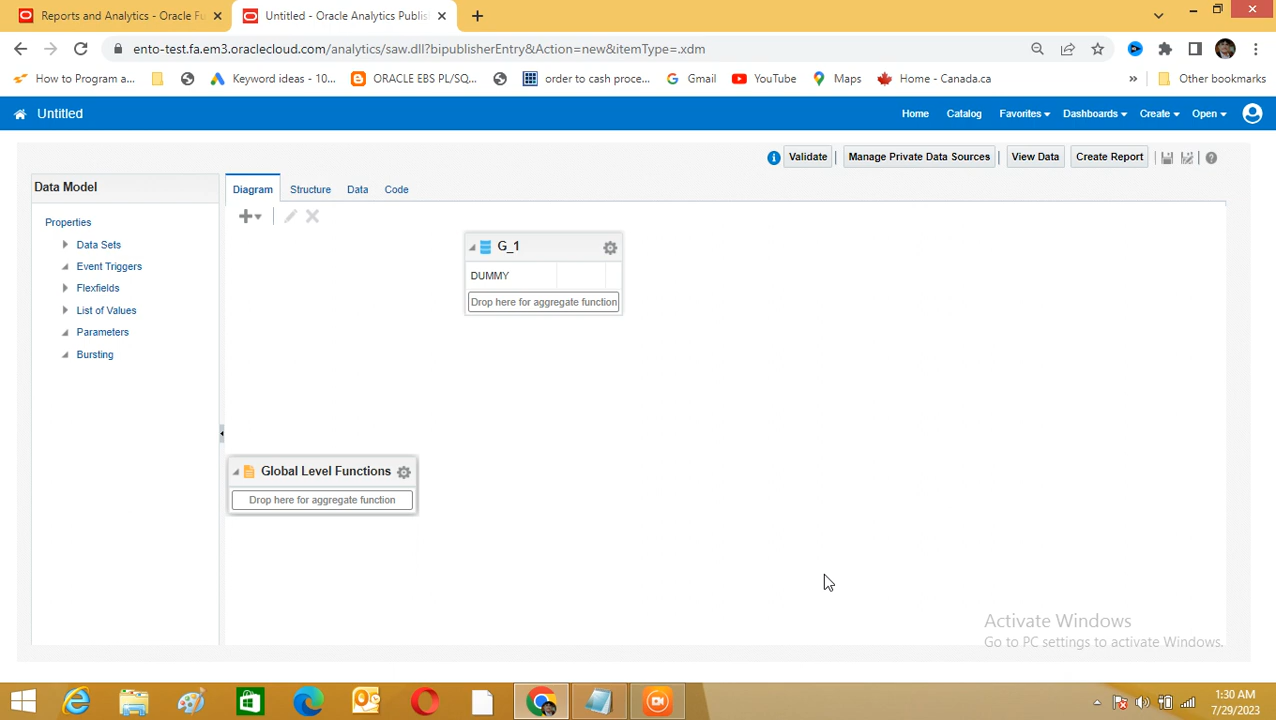 Reports and Analytics - Oracle Fu
Untitled - Oracle Analytics Publis
ento-test.fa.em3.oraclecloud.com/analytics/saw.dll?bipublisherEntry&Action=new&itemType=.xdm
How to Program a...
Keyword ideas - 10...
ORACLE EBS PL/SQ...
order to cash proce...
Gmail
YouTube
Maps
Home - Canada.ca
»
Other bookmarks
Untitled
Home
Catalog
Favorites
Dashboards
Create
Open
Validate
Manage Private Data Sources
View Data
Create Report
Data Model
Diagram
Structure
Data
Code
Properties
Data Sets
Event Triggers
Flexfields
List of Values
Parameters
Bursting
G_1
DUMMY
Drop here for aggregate function
Global Level Functions
Drop here for aggregate function
Activate Windows
Go to PC settings to activate Windows.
1:30 AM
7/29/2023